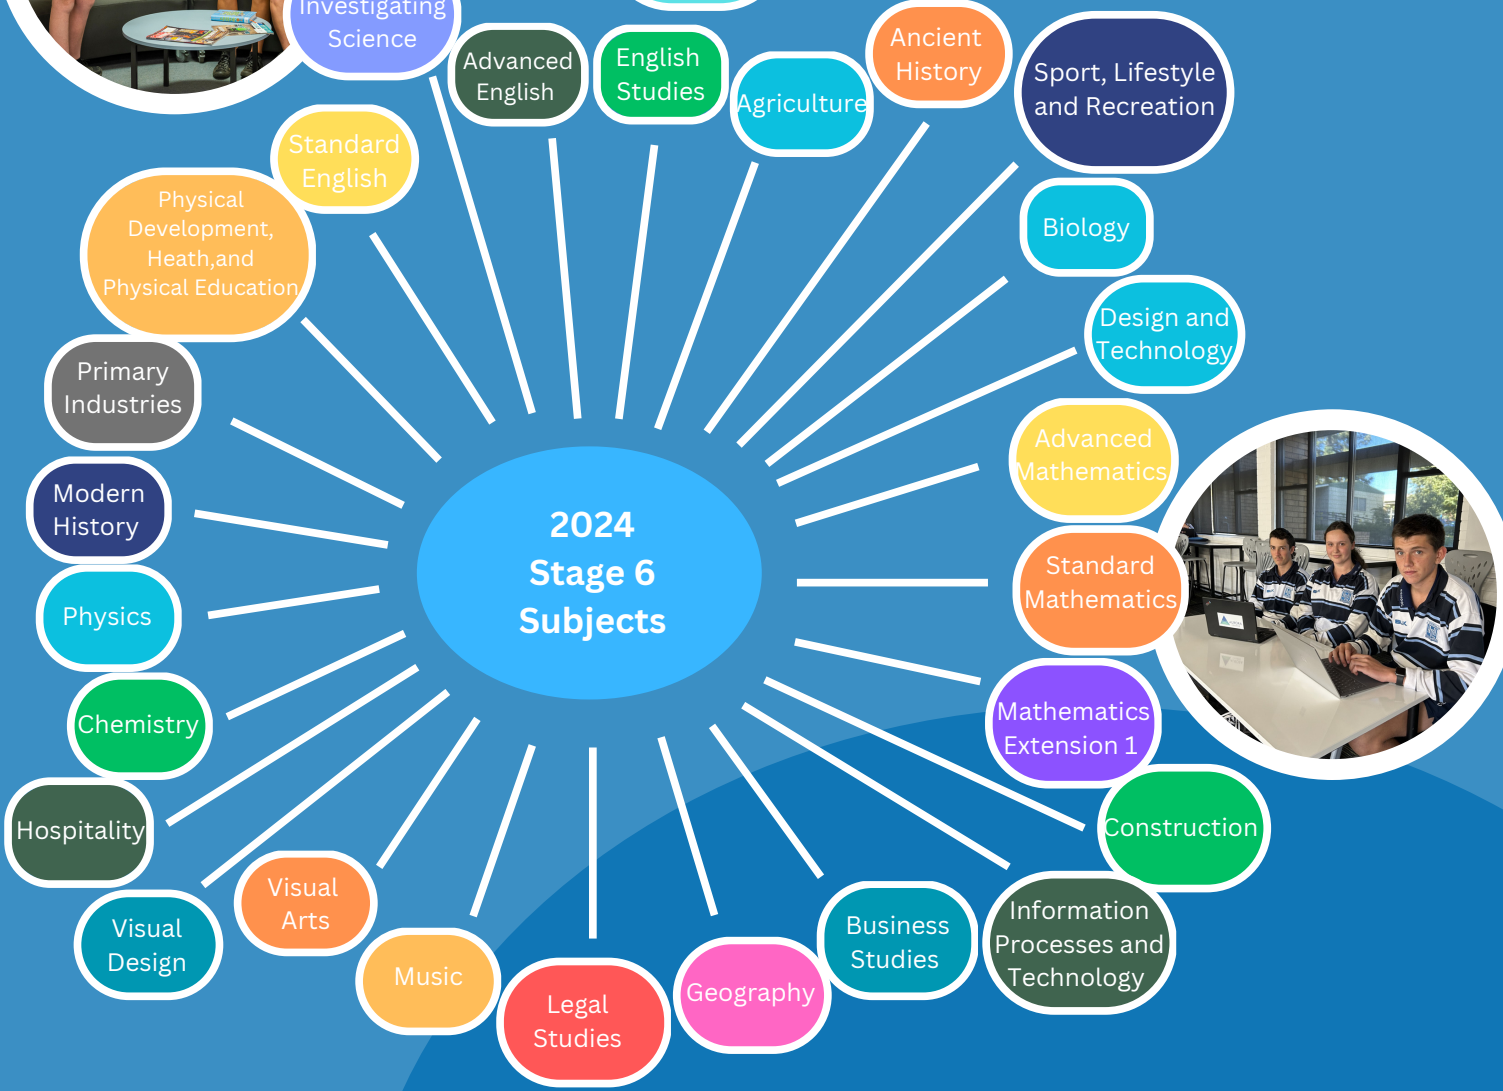 Investigating
Science
Advanced
English
English
Studies
Agriculture
Ancient
History
Sport, Lifestyle
and Recreation
Biology
Design and
Technology
Advanced
Mathematics
Standard
Mathematics
Mathematics
Extension 1
Construction
Information
Processes and
Technology
Business
Studies
Geography
Legal
Studies
Music
Visual
Arts
Visual
Design
Hospitality
Chemistry
Physics
Modern
History
Primary
Industries
Physical
Development,
Heath,and
Physical Education
Standard
English
2024
Stage 6
Subjects